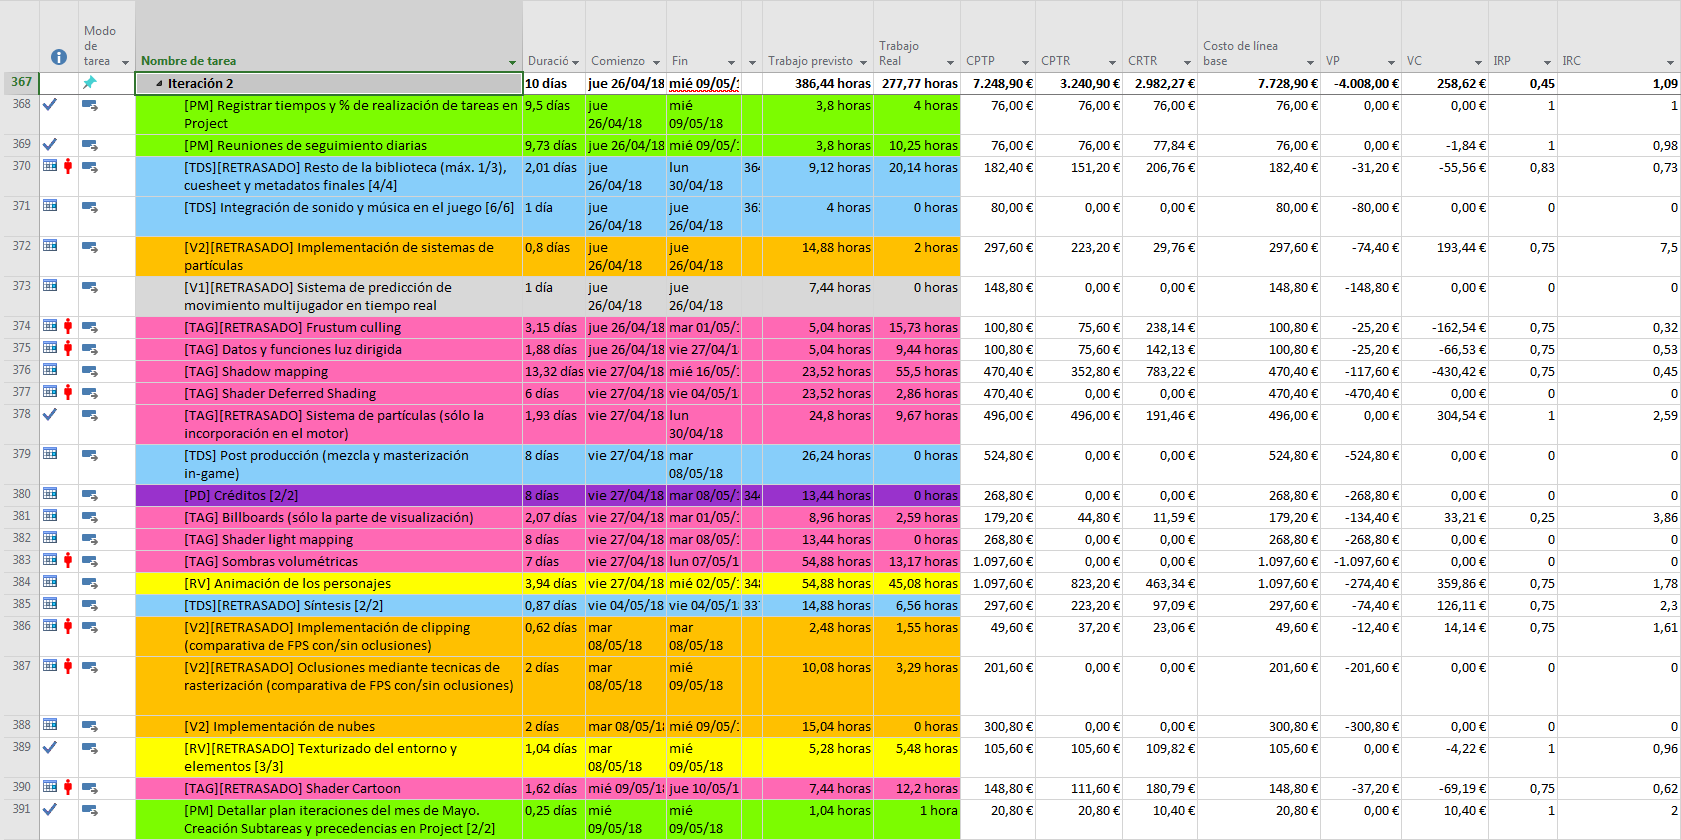 Modo de tarea Nombre de tarea Duració Comienzo Fin Trabajo previsto Trabajo Real CPTP CPTR CRTR Costo de línea base VP VC IRP IRC
367 Iteración 2 10 días jue 26/04/18 mié 09/05/1 386,44 horas 277,77 horas 7.248,90 € 3.240,90 € 2.982,27 € 7.728,90 € -4.008,00 € 258,62 € 0,45 1,09
368 [PM] Registrar tiempos y % de realización de tareas en Project 9,5 días jue 26/04/18 mié 09/05/18 3,8 horas 4 horas 76,00 € 76,00 € 76,00 € 76,00 € 0,00 € 0,00 € 1 1
369 [PM] Reuniones de seguimiento diarias 9,73 días jue 26/04/18 mié 09/05/1 3,8 horas 10,25 horas 76,00 € 76,00 € 77,84 € 76,00 € 0,00 € -1,84 € 1 0,98
370 [TDS][RETRASADO] Resto de la biblioteca (máx. 1/3), cuesheet y metadatos finales [4/4] 2,01 días jue 26/04/18 lun 30/04/18 364 9,12 horas 20,14 horas 182,40 € 151,20 € 206,76 € 182,40 € -31,20 € -55,56 € 0,83 0,73
371 [TDS] Integración de sonido y música en el juego [6/6] 1 día jue 26/04/18 jue 26/04/18 363 4 horas 0 horas 80,00 € 0,00 € 0,00 € 80,00 € -80,00 € 0,00 € 0 0
372 [V2][RETRASADO] Implementación de sistemas de partículas 0,8 días jue 26/04/18 jue 26/04/18 14,88 horas 2 horas 297,60 € 223,20 € 29,76 € 297,60 € -74,40 € 193,44 € 0,75 7,5
373 [V1][RETRASADO] Sistema de predicción de movimiento multijugador en tiempo real 1 día jue 26/04/18 jue 26/04/18 7,44 horas 0 horas 148,80 € 0,00 € 0,00 € 148,80 € -148,80 € 0,00 € 0 0
374 [TAG][RETRASADO] Frustum culling 3,15 días jue 26/04/18 mar 01/05/1 5,04 horas 15,73 horas 100,80 € 75,60 € 238,14 € 100,80 € -25,20 € -162,54 € 0,75 0,32
375 [TAG] Datos y funciones luz dirigida 1,88 días jue 26/04/18 vie 27/04/1 5,04 horas 9,44 horas 100,80 € 75,60 € 142,13 € 100,80 € -25,20 € -66,53 € 0,75 0,53
376 [TAG] Shadow mapping 13,32 días vie 27/04/18 mié 16/05/1 23,52 horas 55,5 horas 470,40 € 352,80 € 783,22 € 470,40 € -117,60 € -430,42 € 0,75 0,45
377 [TAG] Shader Deferred Shading 6 días vie 27/04/18 vie 04/05/1 23,52 horas 2,86 horas 470,40 € 0,00 € 0,00 € 470,40 € -470,40 € 0,00 € 0 0
378 [TAG][RETRASADO] Sistema de partículas (sólo la incorporación en el motor) 1,93 días vie 27/04/18 lun 30/04/18 24,8 horas 9,67 horas 496,00 € 496,00 € 191,46 € 496,00 € 0,00 € 304,54 € 1 2,59
379 [TDS] Post producción (mezcla y masterización in-game) 8 días vie 27/04/18 mar 08/05/18 26,24 horas 0 horas 524,80 € 0,00 € 0,00 € 524,80 € -524,80 € 0,00 € 0 0
380 [PD] Créditos [2/2] 8 días vie 27/04/18 mar 08/05/1 344 13,44 horas 0 horas 268,80 € 0,00 € 0,00 € 268,80 € -268,80 € 0,00 € 0 0
381 [TAG] Billboards (sólo la parte de visualización) 2,07 días vie 27/04/18 mar 01/05/1 8,96 horas 2,59 horas 179,20 € 44,80 € 11,59 € 179,20 € -134,40 € 33,21 € 0,25 3,86
382 [TAG] Shader light mapping 8 días vie 27/04/18 mar 08/05/1 13,44 horas 0 horas 268,80 € 0,00 € 0,00 € 268,80 € -268,80 € 0,00 € 0 0
383 [TAG] Sombras volumétricas 7 días vie 27/04/18 lun 07/05/1 54,88 horas 13,17 horas 1.097,60 € 0,00 € 0,00 € 1.097,60 € -1.097,60 € 0,00 € 0 0
384 [RV] Animación de los personajes 3,94 días vie 27/04/18 mié 02/05/1 348 54,88 horas 45,08 horas 1.097,60 € 823,20 € 463,34 € 1.097,60 € -274,40 € 359,86 € 0,75 1,78
385 [TDS][RETRASADO] Síntesis [2/2] 0,87 días vie 04/05/18 vie 04/05/1 337 14,88 horas 6,56 horas 297,60 € 223,20 € 97,09 € 297,60 € -74,40 € 126,11 € 0,75 2,3
386 [V2][RETRASADO] Implementación de clipping (comparativa de FPS con/sin oclusiones) 0,62 días mar 08/05/18 mar 08/05/18 2,48 horas 1,55 horas 49,60 € 37,20 € 23,06 € 49,60 € -12,40 € 14,14 € 0,75 1,61
387 [V2][RETRASADO] Oclusiones mediante tecnicas de rasterización (comparativa de FPS con/sin oclusiones) 2 días mar 08/05/18 mié 09/05/18 10,08 horas 3,29 horas 201,60 € 0,00 € 0,00 € 201,60 € -201,60 € 0,00 € 0 0
388 [V2] Implementación de nubes 2 días mar 08/05/18 mié 09/05/1 15,04 horas 0 horas 300,80 € 0,00 € 0,00 € 300,80 € -300,80 € 0,00 € 0 0
389 [RV][RETRASADO] Texturizado del entorno y elementos [3/3] 1,04 días mar 08/05/18 mié 09/05/18 5,28 horas 5,48 horas 105,60 € 105,60 € 109,82 € 105,60 € 0,00 € -4,22 € 1 0,96
390 [TAG][RETRASADO] Shader Cartoon 1,62 días mié 09/05/18 jue 10/05/1 7,44 horas 12,2 horas 148,80 € 111,60 € 180,79 € 148,80 € -37,20 € -69,19 € 0,75 0,62
391 [PM] Detallar plan iteraciones del mes de Mayo. Creación Subtareas y precedencias en Project [2/2] 0,25 días mié 09/05/18 mié 09/05/18 1,04 horas 1 hora 20,80 € 20,80 € 10,40 € 20,80 € 0,00 € 10,40 € 1 2